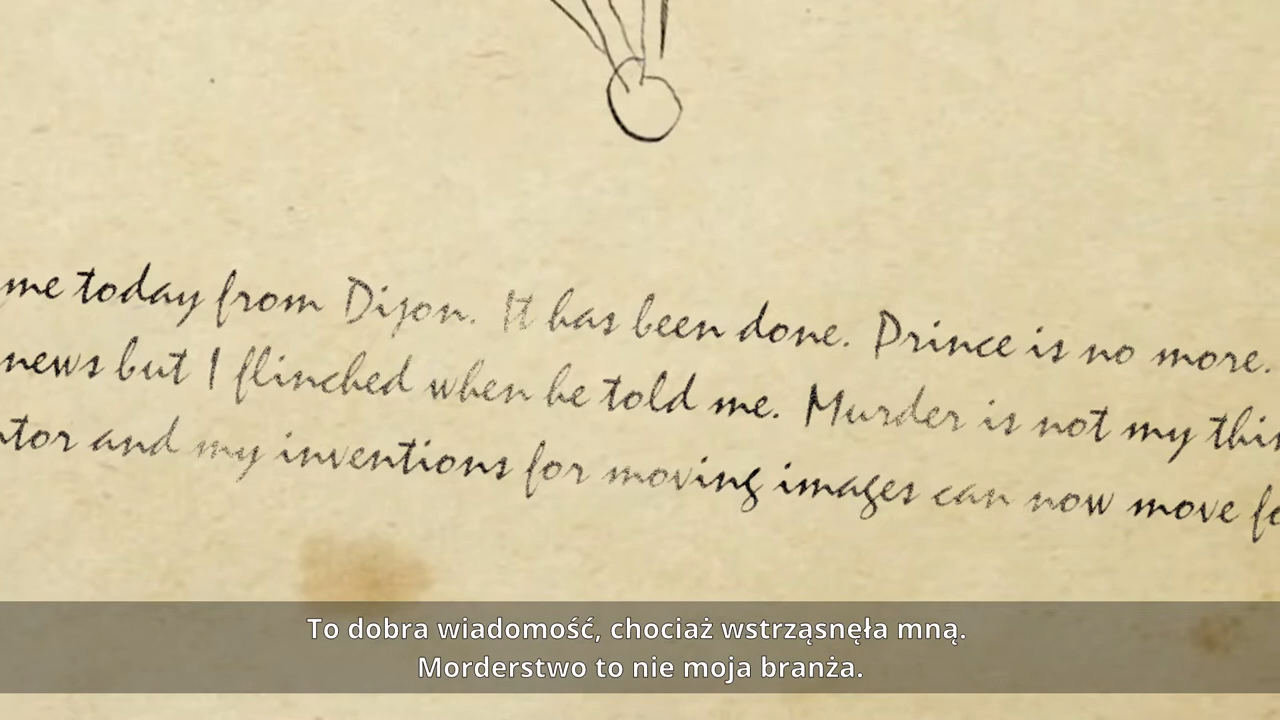 me today from Dijon. It has been done. Prince is no more.
news but I flinched when he told me. Murder is not my
and my inventions for moving images can now move
To dobra wiadomość, chociaż wstrząsnęła mną.
Morderstwo to nie moja branża.